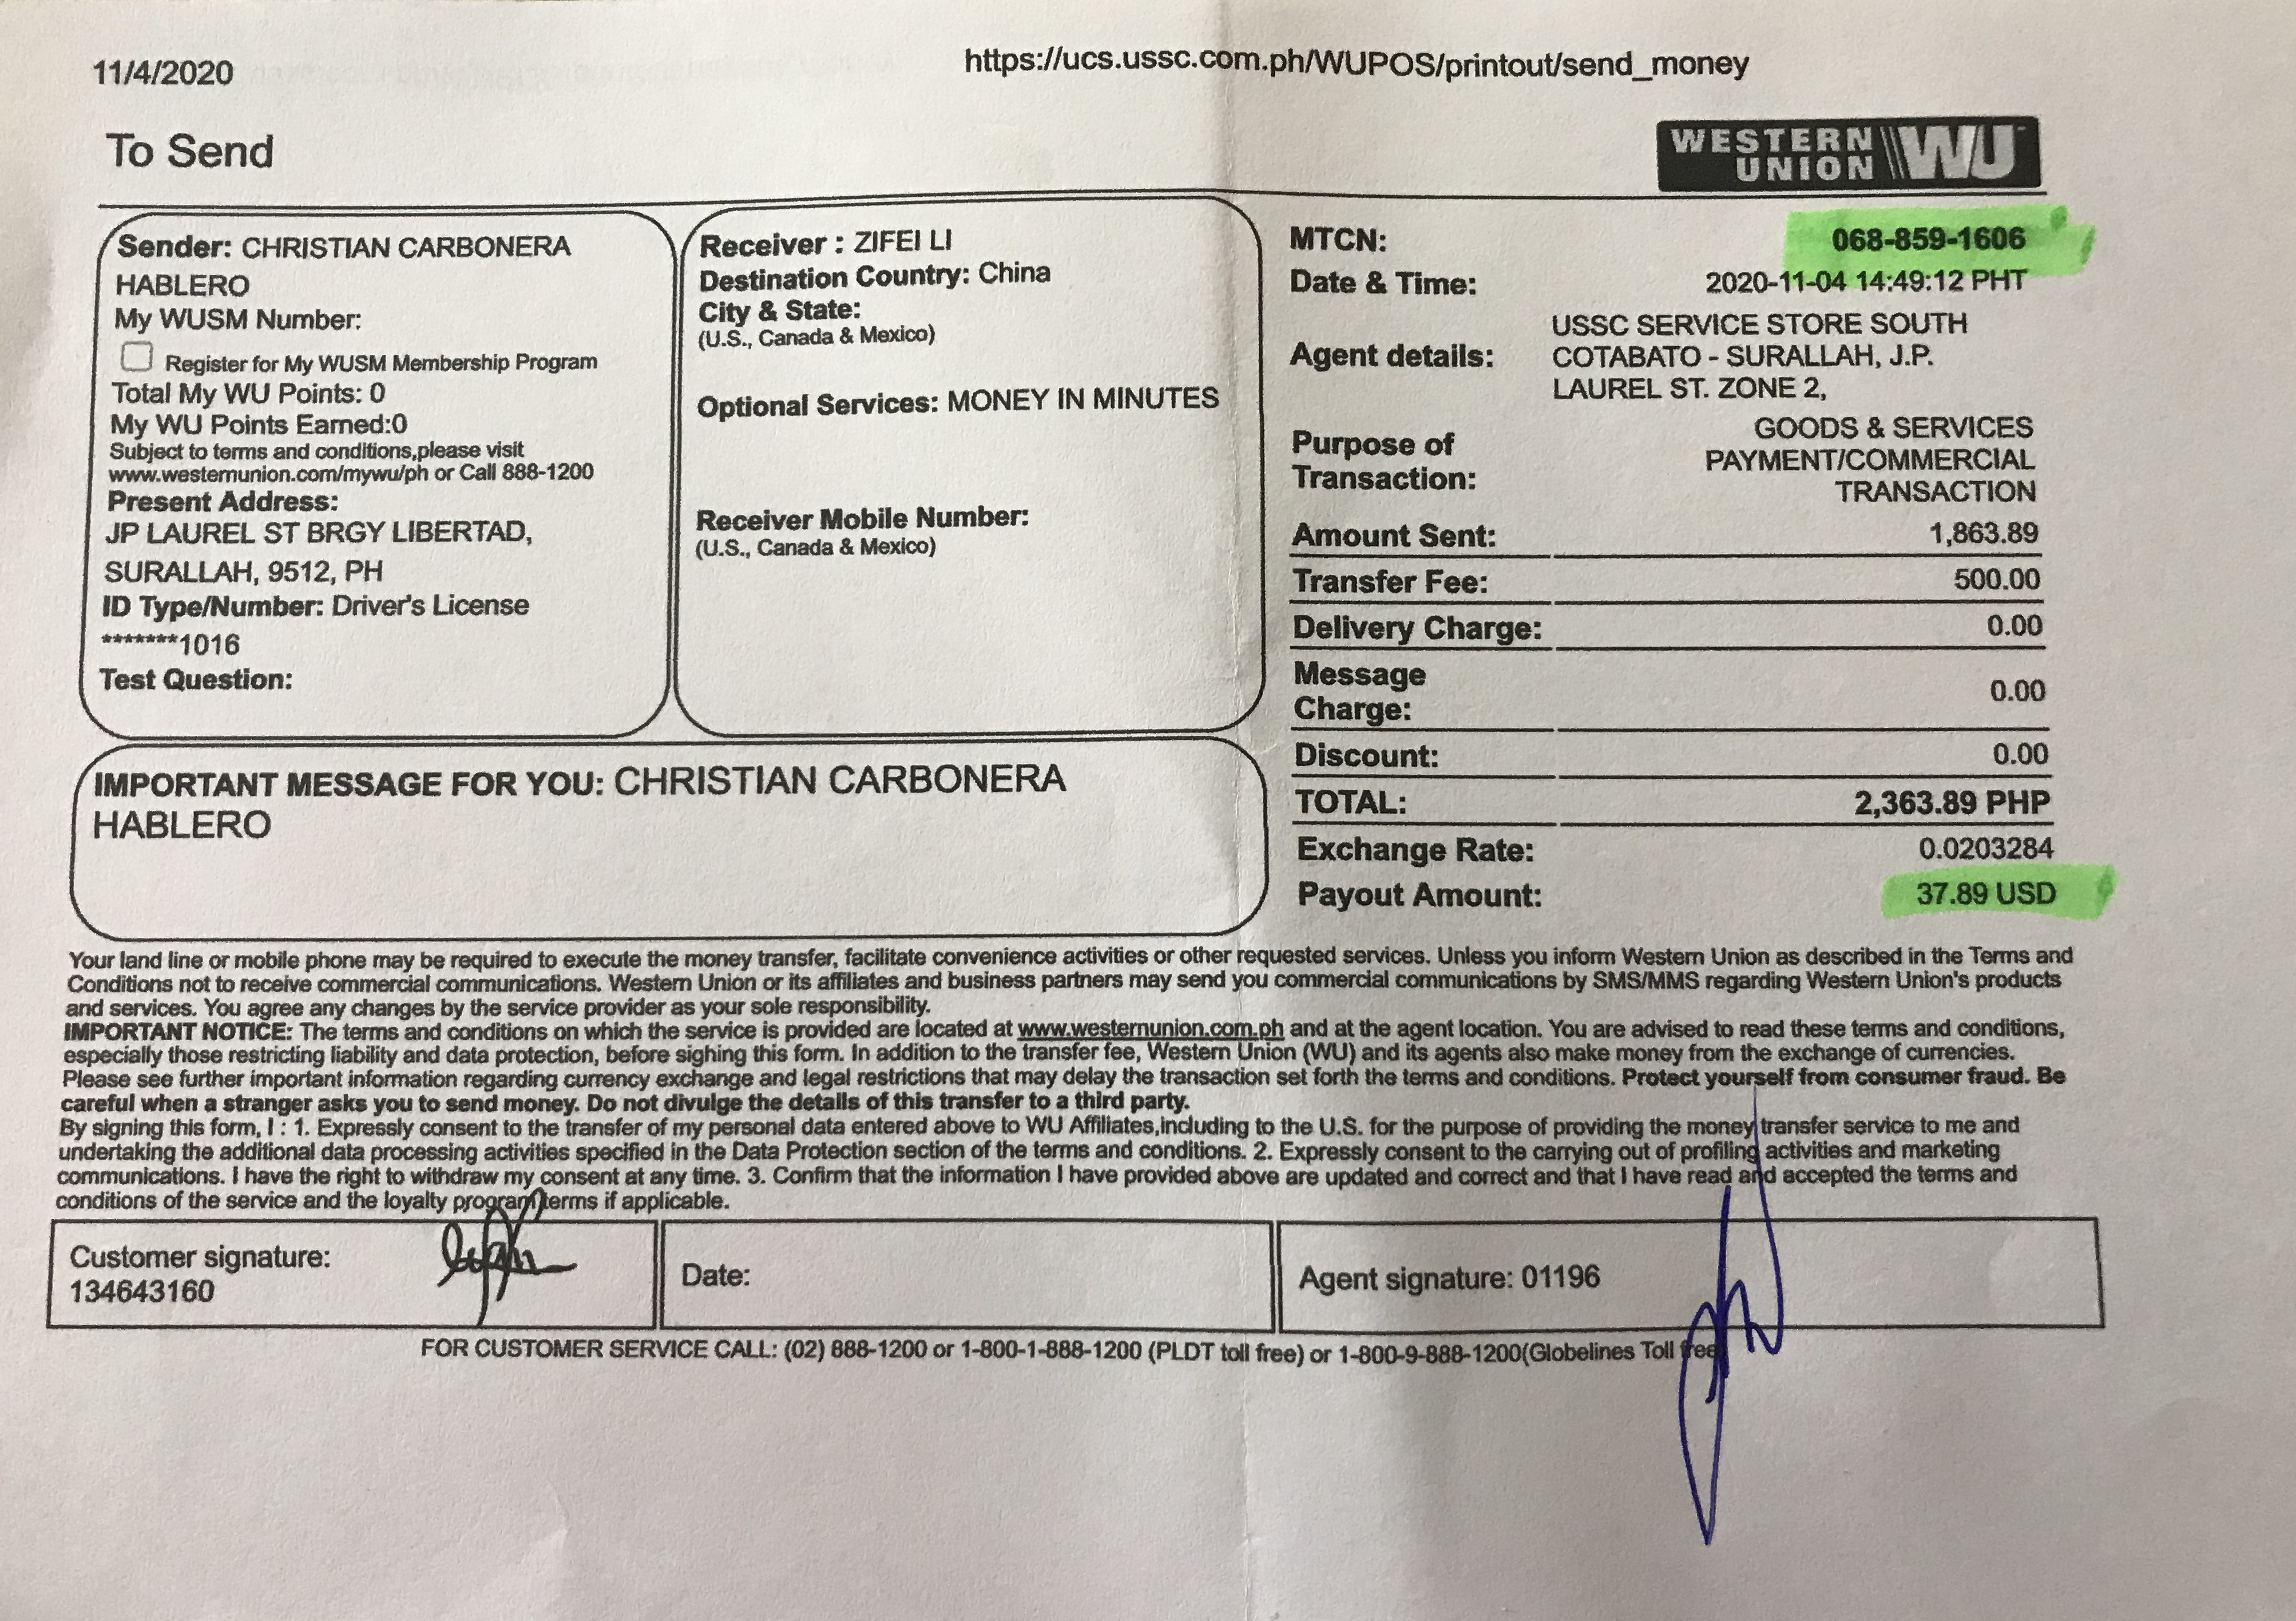 11/4/2020
https://ucs.ussc.com.ph/WUPOS/printout/send_money
To Send
WESTERN UNION WU
Sender: CHRISTIAN CARBONERA
HABLERO
My WUSM Number:
Register for My WUSM Membership Program
Total My WU Points: 0
My WU Points Earned:0
Subject to terms and conditions,please visit
www.westernunion.com/mywu/ph or Call 888-1200
Present Address:
JP LAUREL ST BRGY LIBERTAD,
SURALLAH, 9512, PH
ID Type/Number: Driver's License
*******1016
Test Question:
Receiver : ZIFEI LI
Destination Country: China
City & State:
(U.S., Canada & Mexico)
Optional Services: MONEY IN MINUTES
Receiver Mobile Number:
(U.S., Canada & Mexico)
MTCN: 068-859-1606
Date & Time: 2020-11-04 14:49:12 PHT
Agent details: USSC SERVICE STORE SOUTH
COTABATO - SURALLAH, J.P.
LAUREL ST. ZONE 2,
Purpose of Transaction: GOODS & SERVICES
PAYMENT/COMMERCIAL
TRANSACTION
Amount Sent: 1,863.89
Transfer Fee: 500.00
Delivery Charge: 0.00
Message Charge: 0.00
Discount: 0.00
TOTAL: 2,363.89 PHP
Exchange Rate: 0.0203284
Payout Amount: 37.89 USD
IMPORTANT MESSAGE FOR YOU: CHRISTIAN CARBONERA
HABLERO
Your land line or mobile phone may be required to execute the money transfer, facilitate convenience activities or other requested services. Unless you inform Western Union as described in the Terms and
Conditions not to receive commercial communications. Western Union or its affiliates and business partners may send you commercial communications by SMS/MMS regarding Western Union's products
and services. You agree any changes by the service provider as your sole responsibility.
IMPORTANT NOTICE: The terms and conditions on which the service is provided are located at www.westernunion.com.ph and at the agent location. You are advised to read these terms and conditions,
especially those restricting liability and data protection, before sighing this form. In addition to the transfer fee, Western Union (WU) and its agents also make money from the exchange of currencies.
Please see further important information regarding currency exchange and legal restrictions that may delay the transaction set forth the terms and conditions. Protect yourself from consumer fraud. Be
careful when a stranger asks you to send money. Do not divulge the details of this transfer to a third party.
By signing this form, I : 1. Expressly consent to the transfer of my personal data entered above to WU Affiliates,including to the U.S. for the purpose of providing the money transfer service to me and
undertaking the additional data processing activities specified in the Data Protection section of the terms and conditions. 2. Expressly consent to the carrying out of profiling activities and marketing
communications. I have the right to withdraw my consent at any time. 3. Confirm that the information I have provided above are updated and correct and that I have read and accepted the terms and
conditions of the service and the loyalty program terms if applicable.
Customer signature:
134643160
Date:
Agent signature: 01196
FOR CUSTOMER SERVICE CALL: (02) 888-1200 or 1-800-1-888-1200 (PLDT toll free) or 1-800-9-888-1200(Globelines Toll free